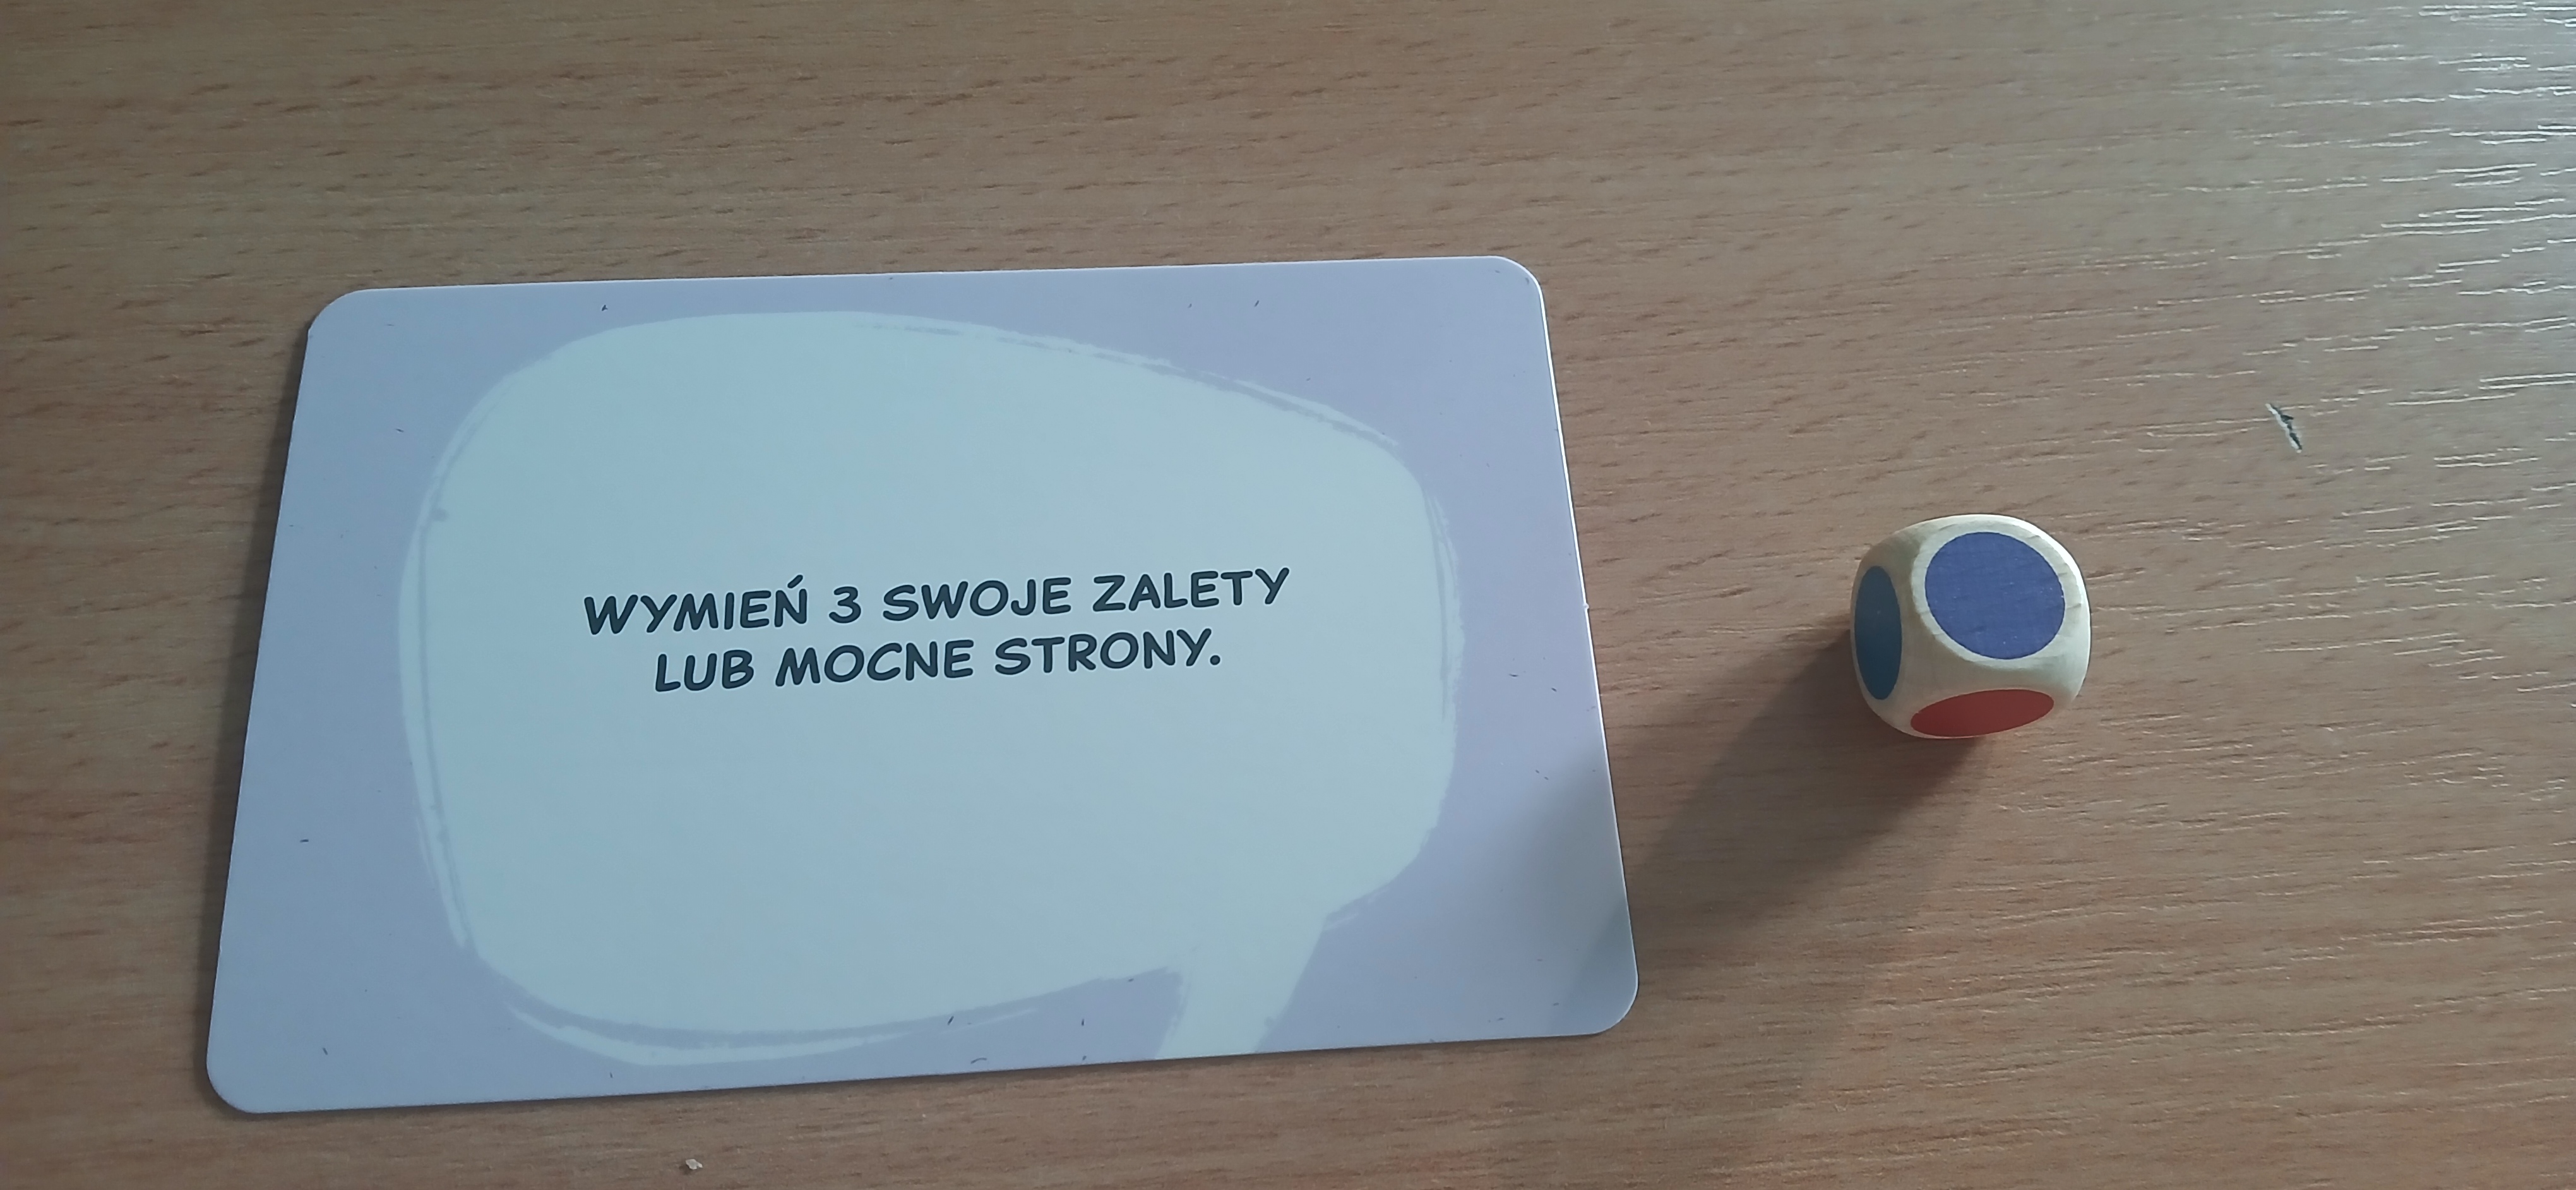 WYMIEŃ 3 SWOJE ZALETY
LUB MOCNE STRONY.